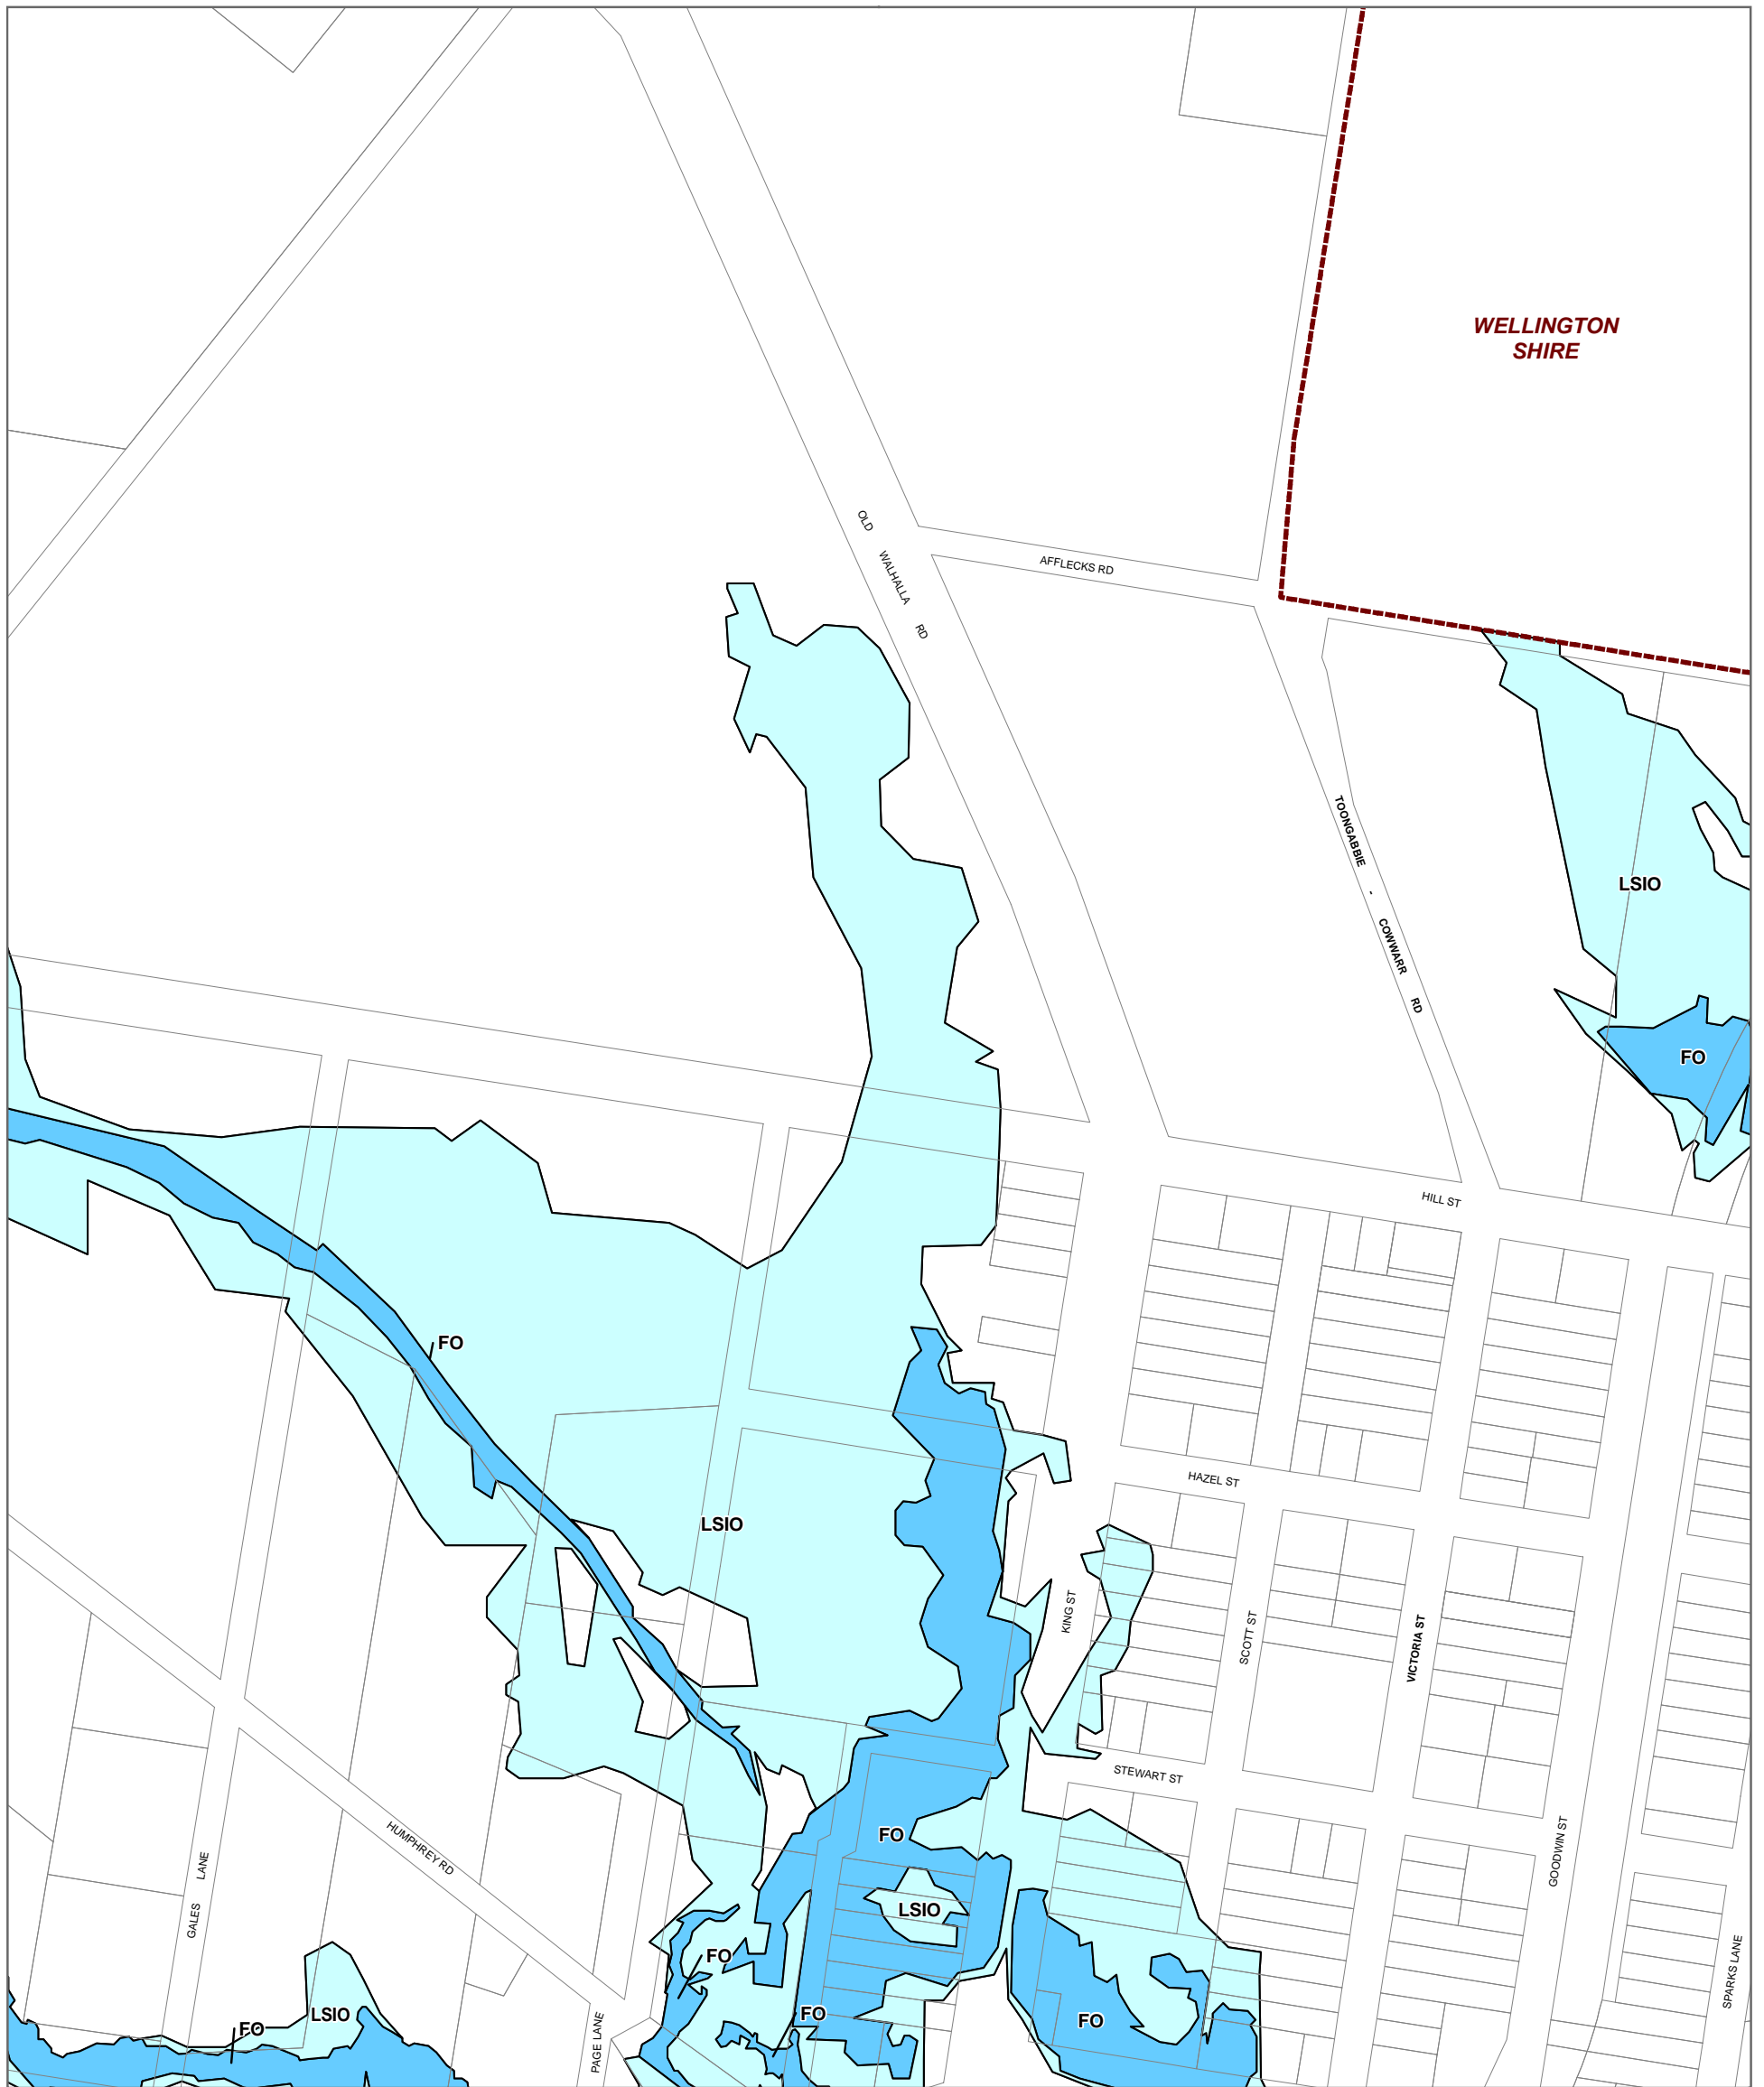 WELLINGTON
SHIRE
OLD WALHALLA RD
AFFLECKS RD
TOONGABBIE - COWWARR RD
LSIO
FO
HILL ST
FO
HAZEL ST
LSIO
KING ST
SCOTT ST
VICTORIA ST
STEWART ST
FO
HUMPHREY RD
GOODWIN ST
GALES LANE
LSIO
FO
SPARKS LANE
LSIO
FO
FO
FO
PAGE LANE